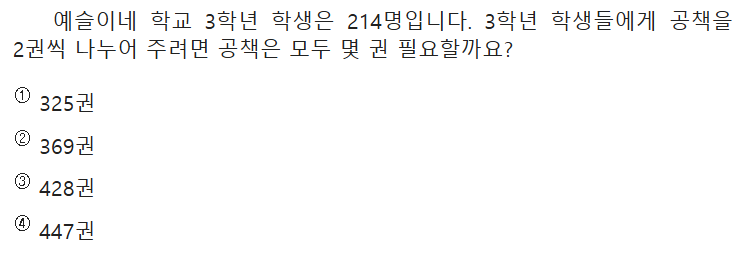 예슬이네 학교 3학년 학생은 214명입니다. 3학년 학생들에게 공책을
2권씩 나누어 주려면 공책은 모두 몇 권 필요할까요?
① 325권
② 369권
③ 428권
④ 447권